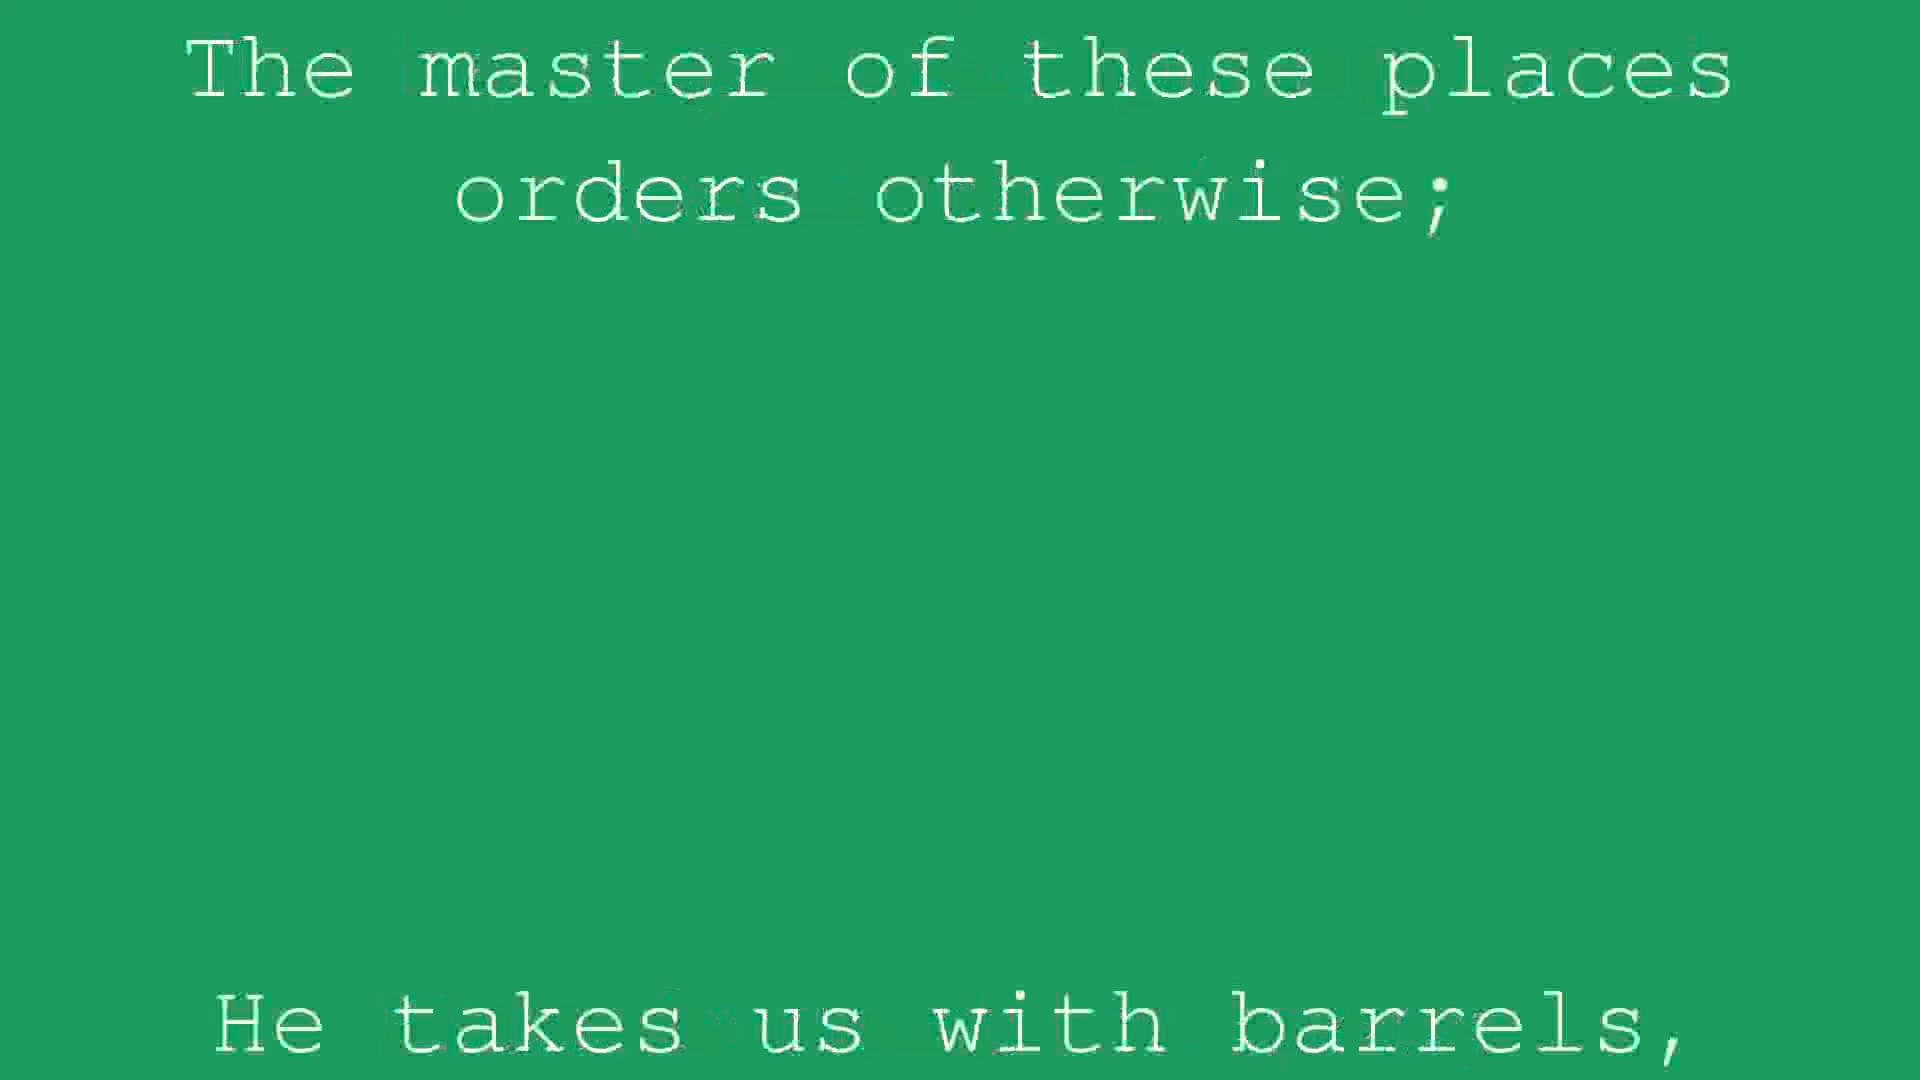 The master of these places
orders otherwise;
He takes us with barrels,